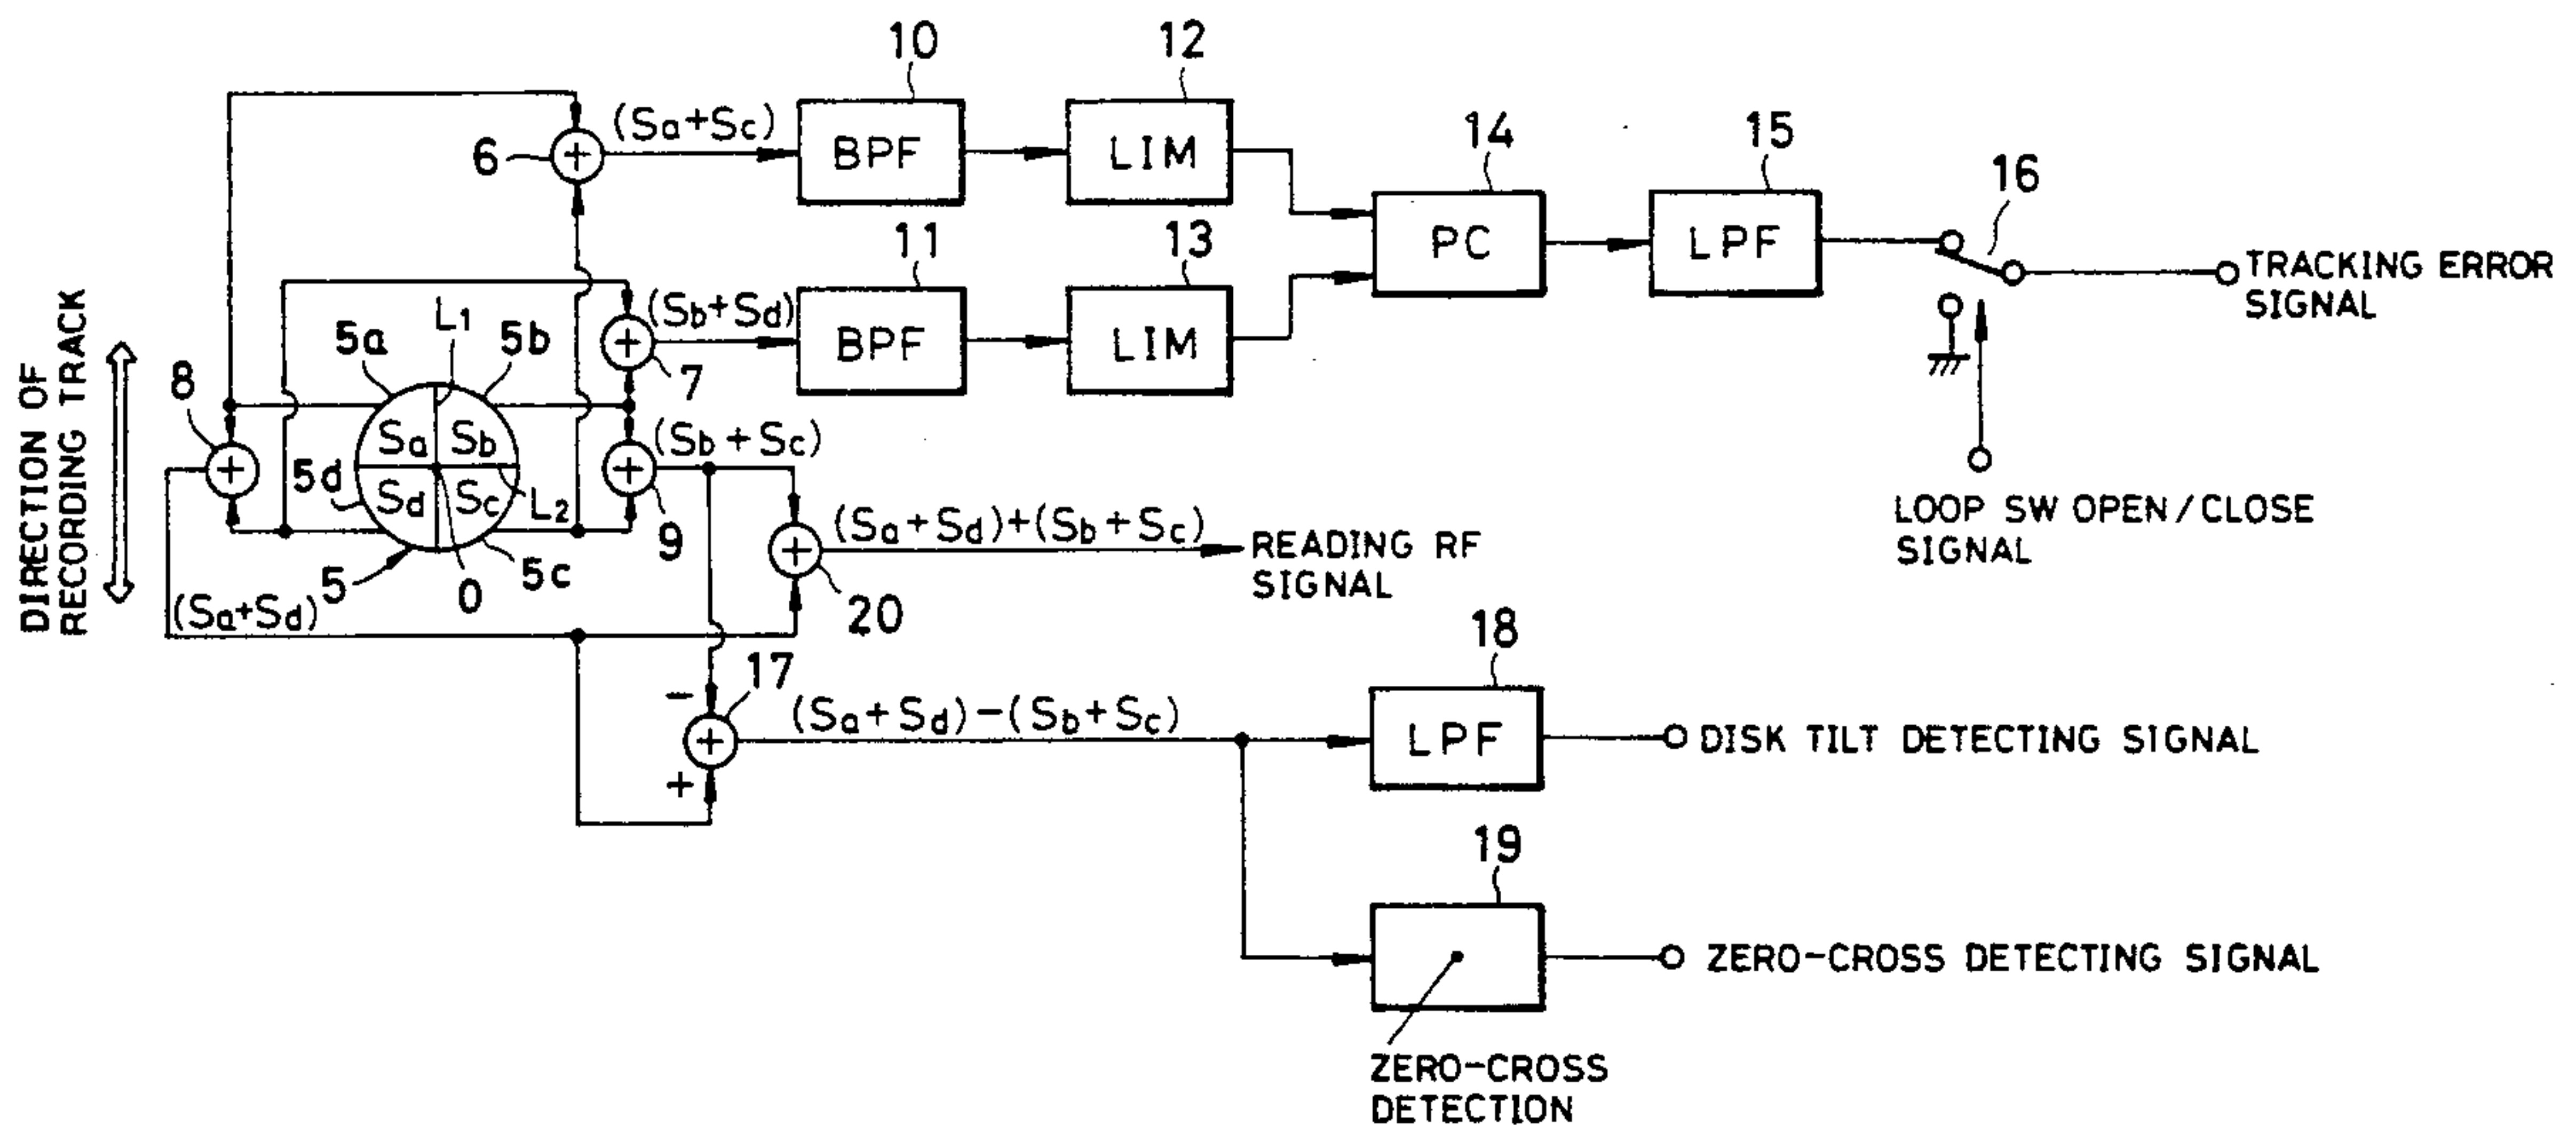 10
12
(Sa+Sc)
6
+
BPF
LIM
14
15
16
PC
LPF
TRACKING ERROR
SIGNAL
11
13
(Sb+Sd)
+
7
BPF
LIM
DIRECTION OF
RECORDING TRACK
8
+
5a
L1
5b
Sa
Sb
5d
Sd
Sc
L2
5
0
5c
+
9
(Sb+Sc)
(Sa+Sd)+(Sb+Sc)
+
20
READING RF
SIGNAL
LOOP SW OPEN/CLOSE
SIGNAL
(Sa+Sd)
17
-
+
+
(Sa+Sd)-(Sb+Sc)
18
LPF
DISK TILT DETECTING SIGNAL
19
ZERO-CROSS DETECTING SIGNAL
ZERO-CROSS
DETECTION